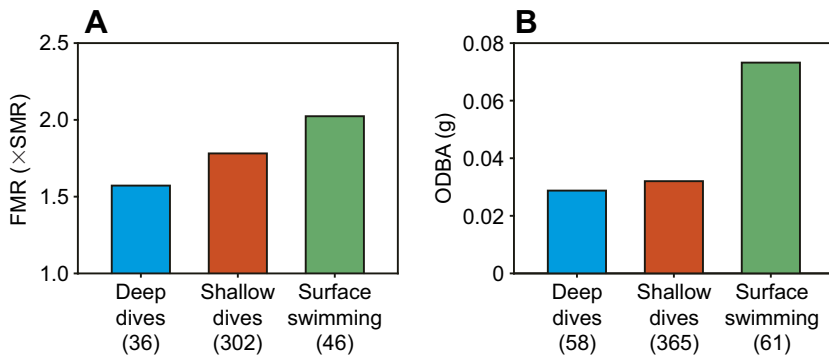 A
FMR (×SMR)
2.5
2.0
1.5
1.0
Deep
dives
(36)
Shallow
dives
(302)
Surface
swimming
(46)
B
ODBA (g)
0.08
0.06
0.04
0.02
0
Deep
dives
(58)
Shallow
dives
(365)
Surface
swimming
(61)